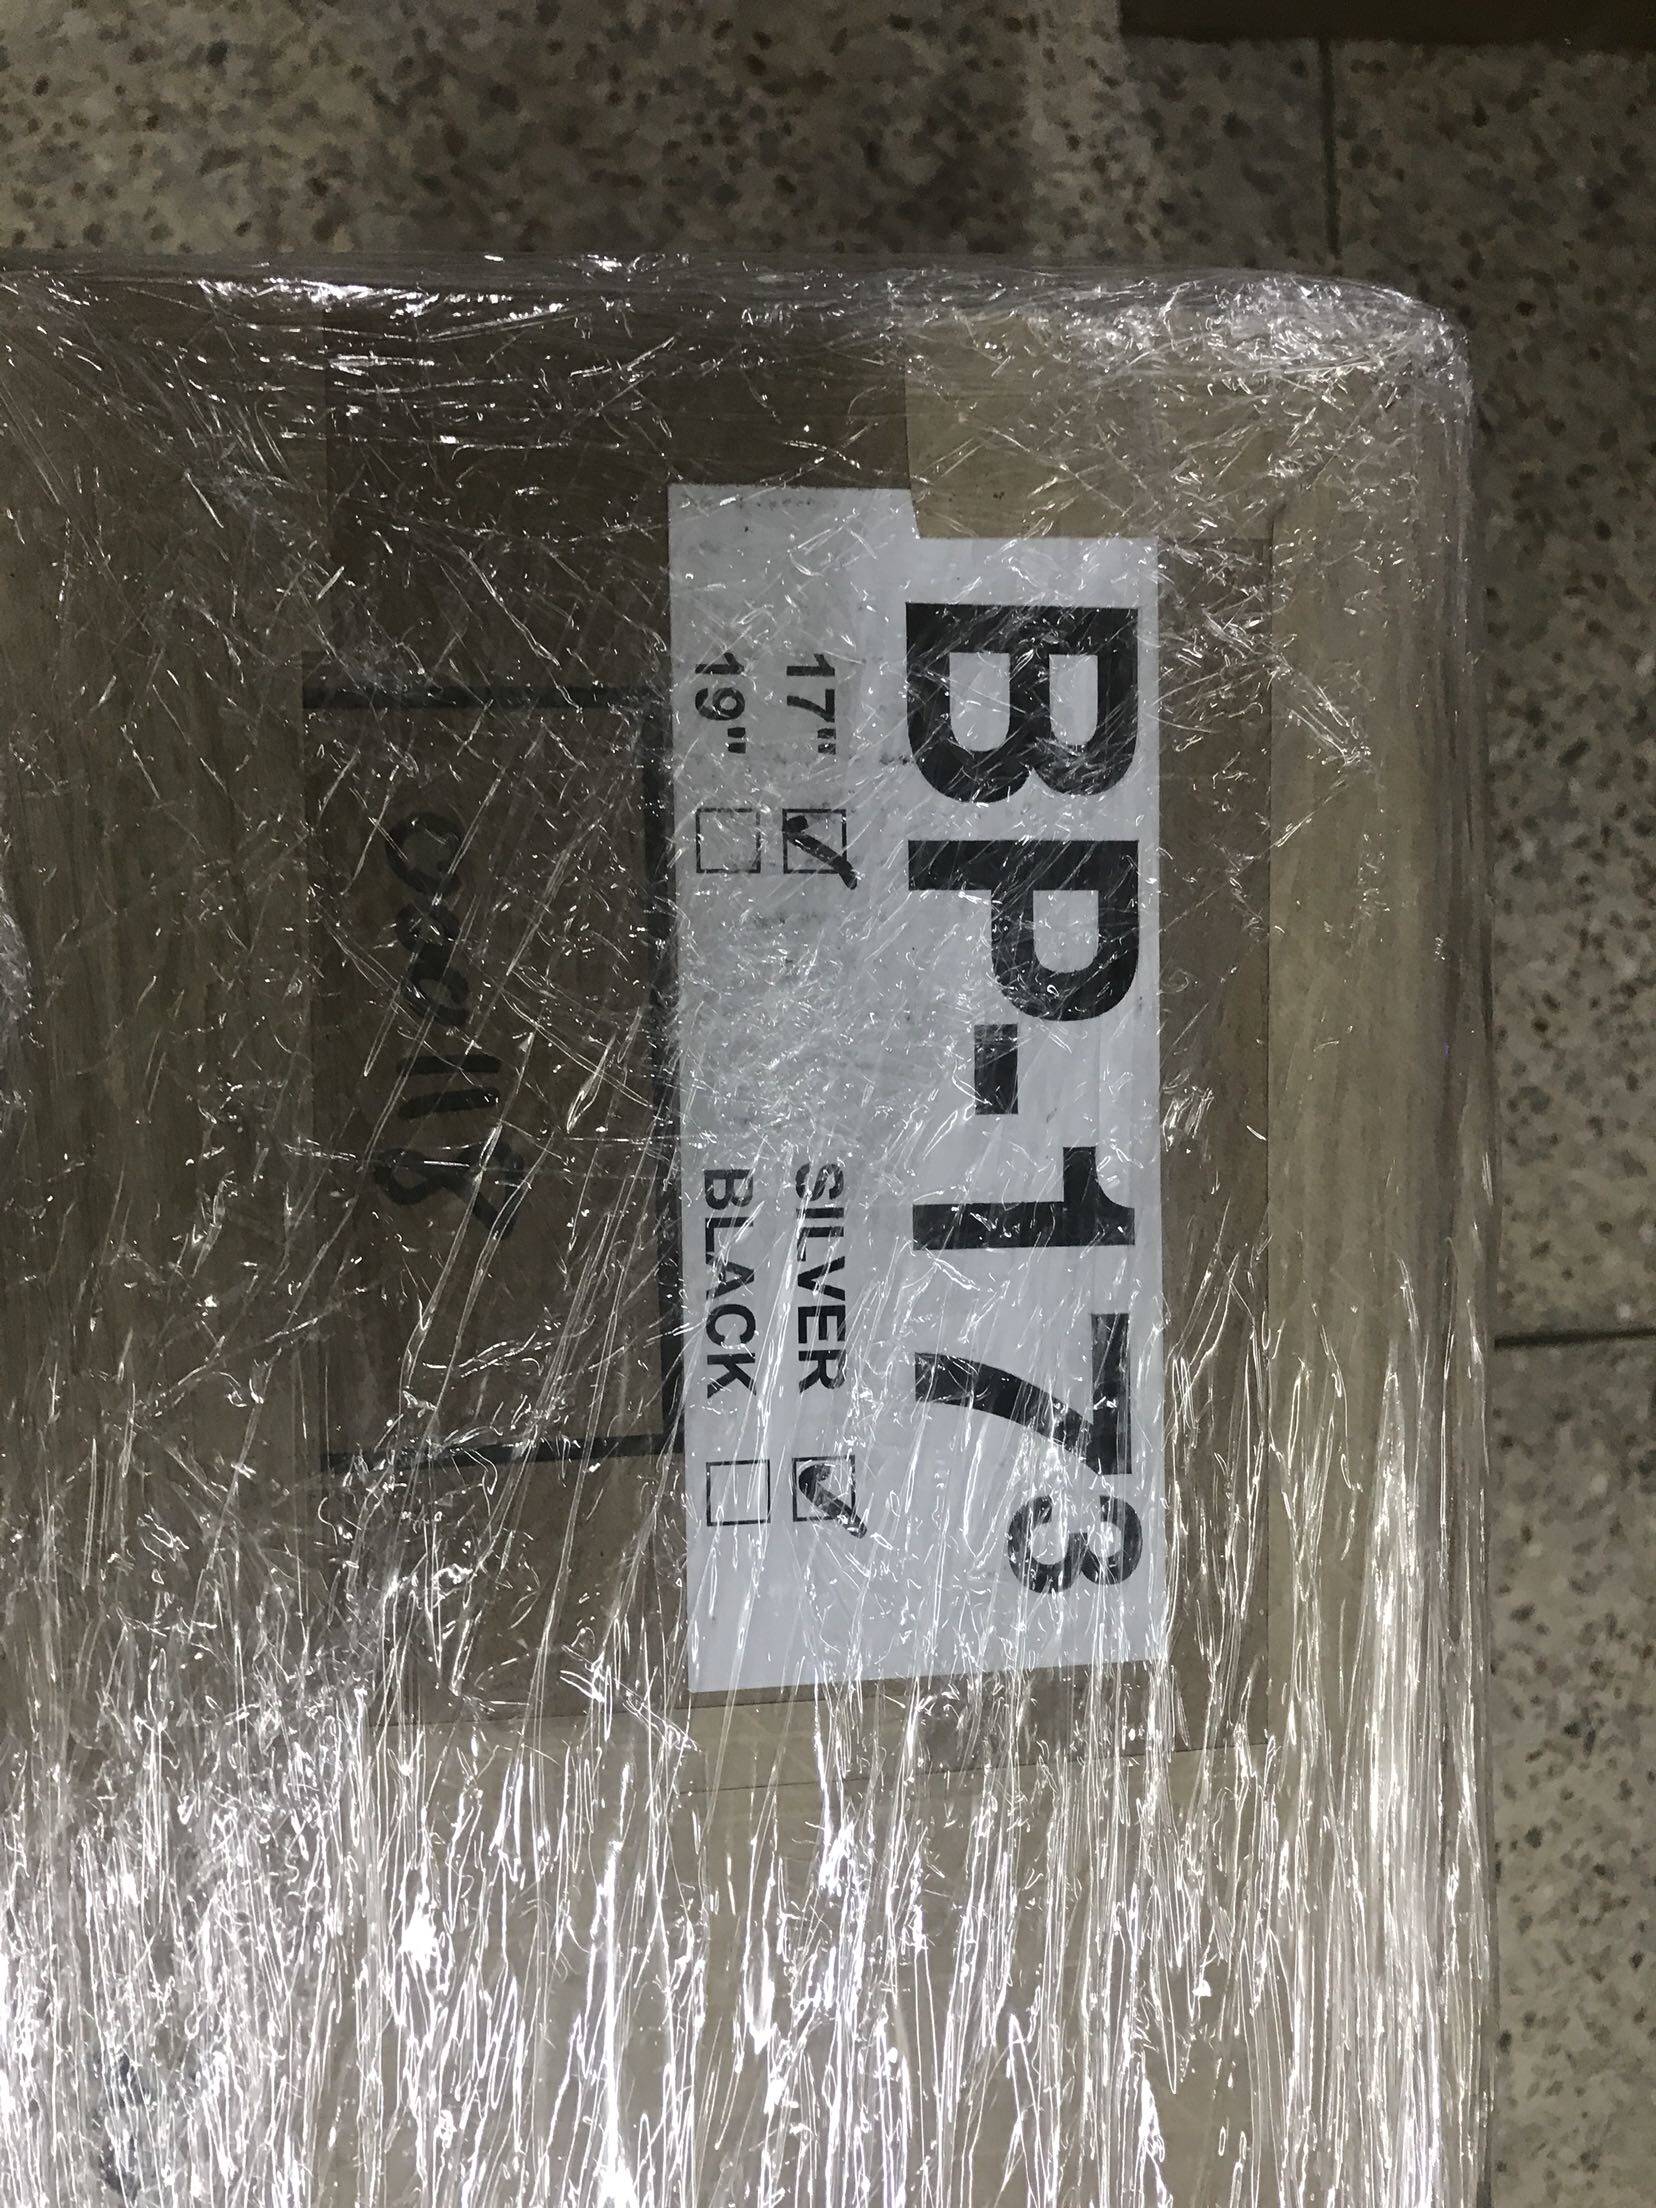 BP-173
17" ☑ SILVER ☑
19" ☐ BLACK ☐